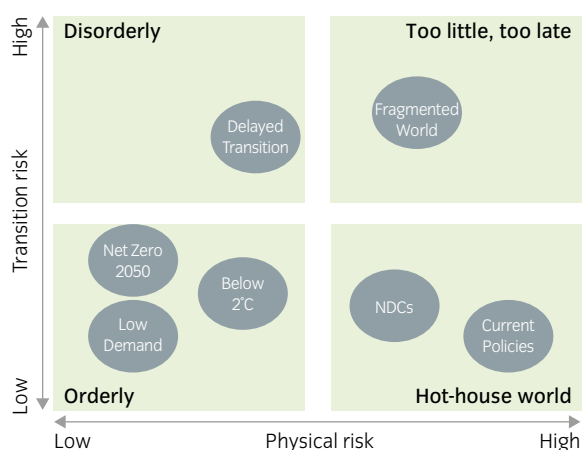 High
Transition risk
Low
Disorderly
Too little, too late
Delayed
Transition
Fragmented
World
Net Zero
2050
Below
2°C
Low
Demand
NDCs
Current
Policies
Orderly
Hot-house world
Low
Physical risk
High